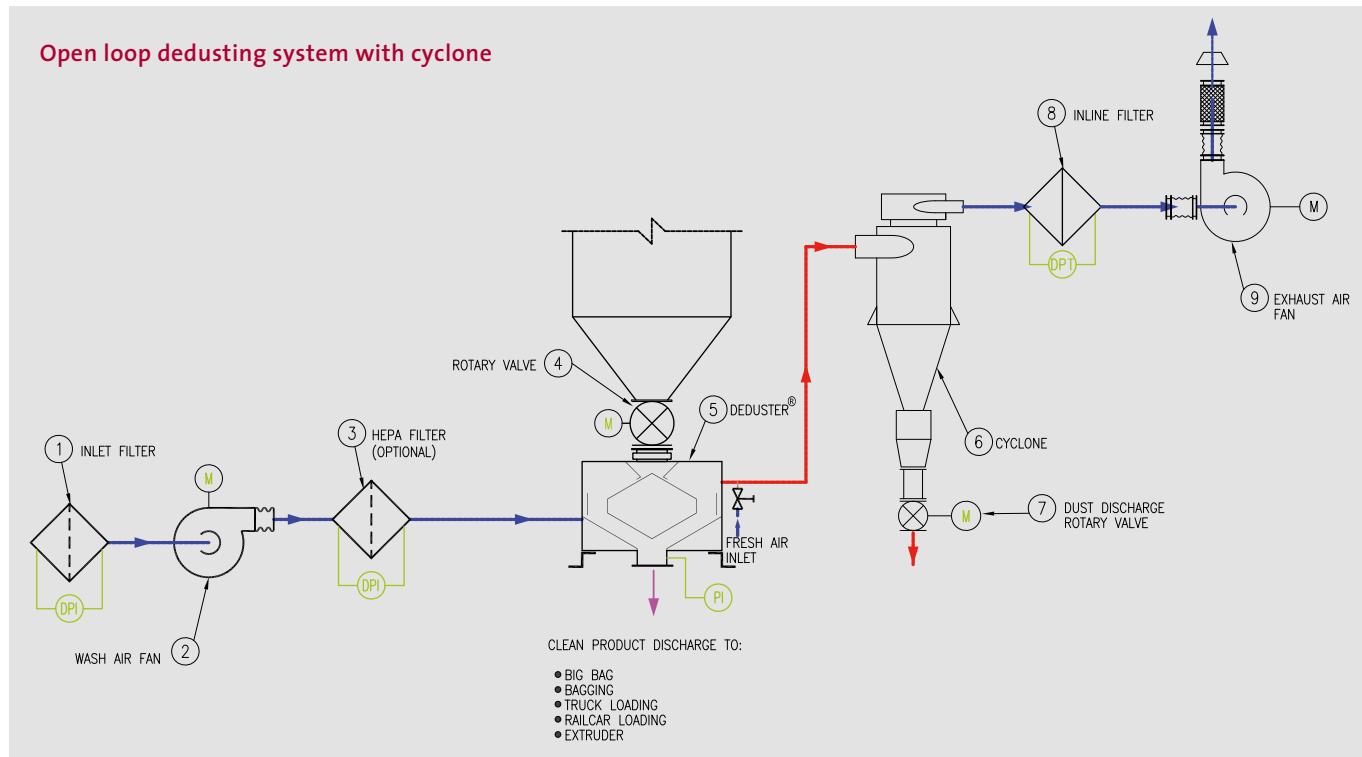 Open loop dedusting system with cyclone
1 INLET FILTER
M
DPI
2
WASH AIR FAN
3 HEPA FILTER
(OPTIONAL)
DPI
ROTARY VALVE 4
M
5 DEDUSTER®
FRESH AIR
INLET
PI
CLEAN PRODUCT DISCHARGE TO:
● BIG BAG
● BAGGING
● TRUCK LOADING
● RAILCAR LOADING
● EXTRUDER
6 CYCLONE
7 DUST DISCHARGE
ROTARY VALVE
M
8 INLINE FILTER
DPT
M
9 EXHAUST AIR
FAN